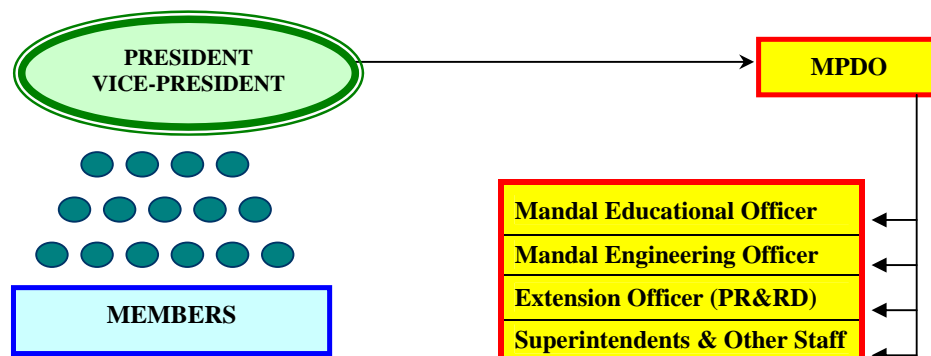 PRESIDENT
VICE-PRESIDENT
MPDO
Mandal Educational Officer
Mandal Engineering Officer
Extension Officer (PR&RD)
Superintendents & Other Staff
MEMBERS